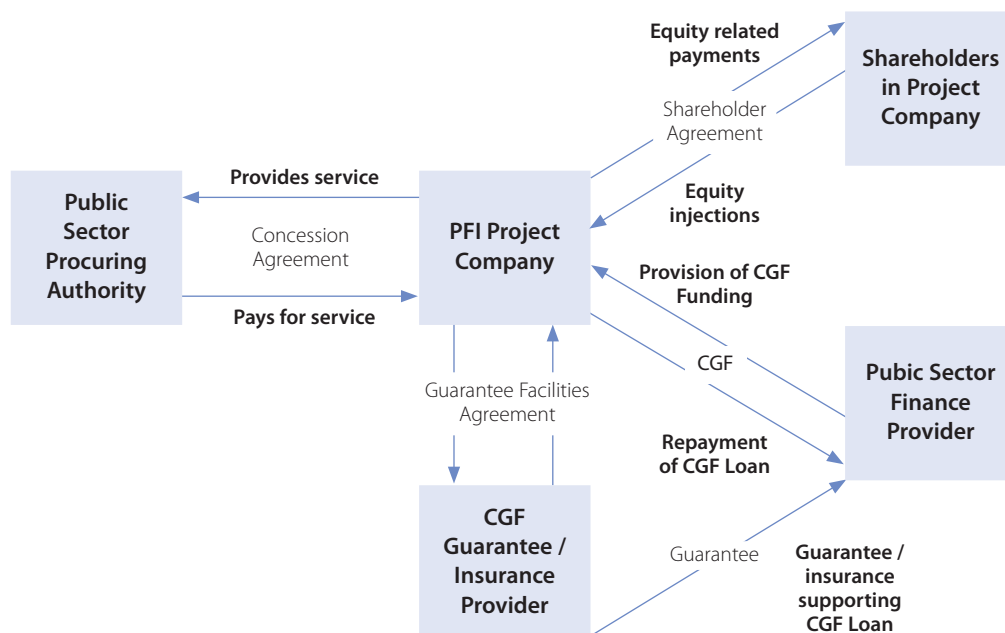 Equity related
payments
Shareholders
in Project
Company
Shareholder
Agreement
Public
Sector
Procuring
Authority
Provides service
Concession
Agreement
Pays for service
PFI Project
Company
Equity
injections
Provision of CGF
Funding
CGF
Pubic Sector
Finance
Provider
Guarantee Facilities
Agreement
Repayment
of CGF Loan
CGF
Guarantee /
Insurance
Provider
Guarantee
Guarantee /
insurance
supporting
CGF Loan